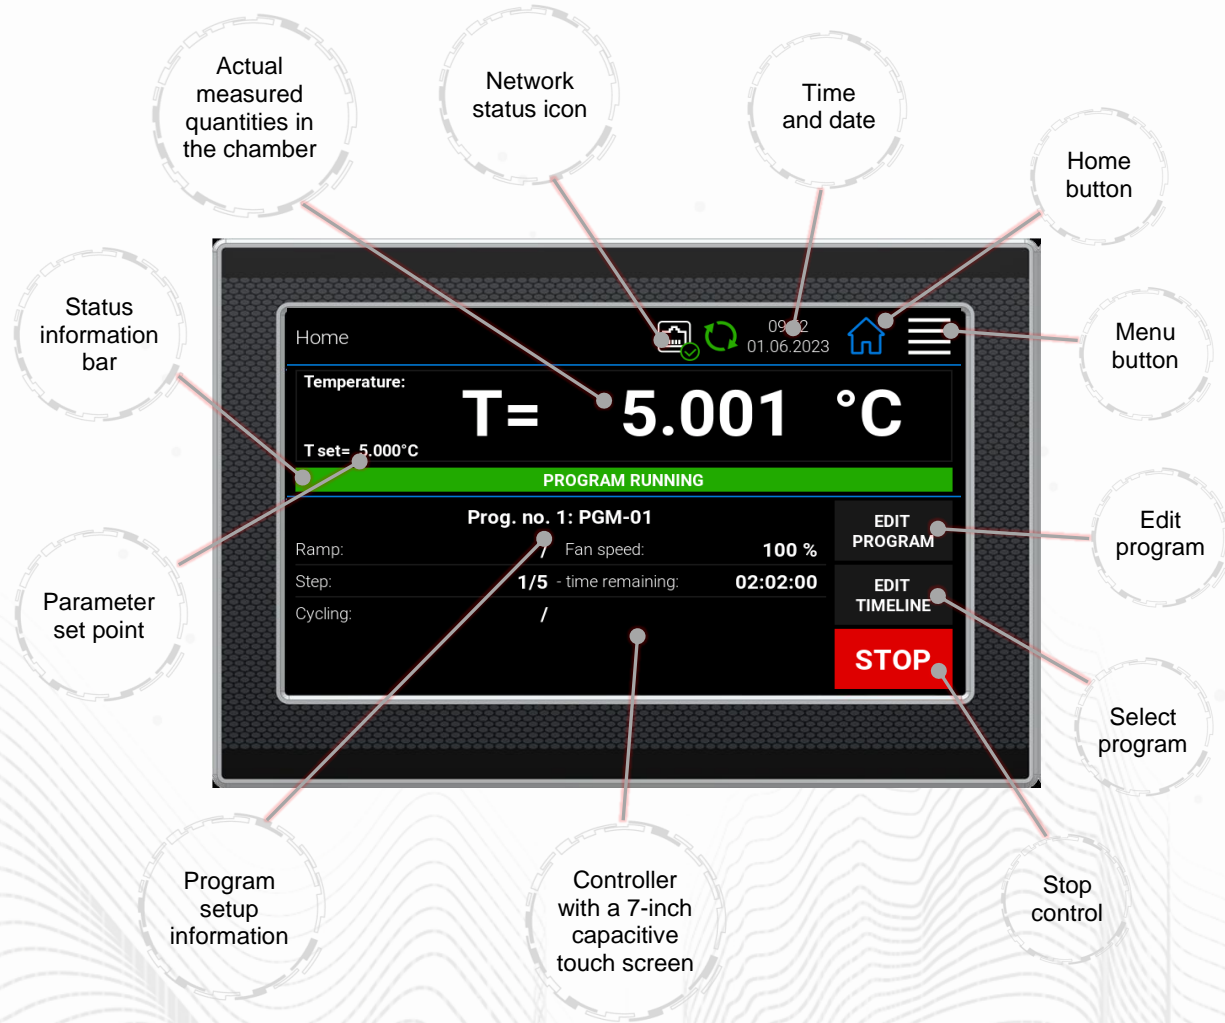 Actual
measured
quantities in
the chamber
Network
status icon
Time
and date
Home
button
Status
information
bar
Menu
button
Parameter
set point
Edit
program
Select
program
Program
setup
information
Controller
with a 7-inch
capacitive
touch screen
Stop
control
Home
01.06.2023
Temperature:
T= 5.001 °C
T set= 5.000°C
PROGRAM RUNNING
Prog. no. 1: PGM-01
Ramp: / Fan speed: 100 %
Step: 1/5 - time remaining: 02:02:00
Cycling: /
EDIT
PROGRAM
EDIT
TIMELINE
STOP